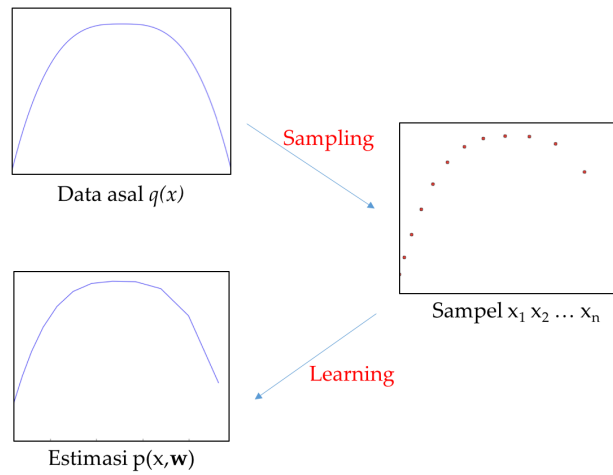 Data asal q(x)
Sampling
Sampel x₁ x₂ … xₙ
Learning
Estimasi p(x,w)